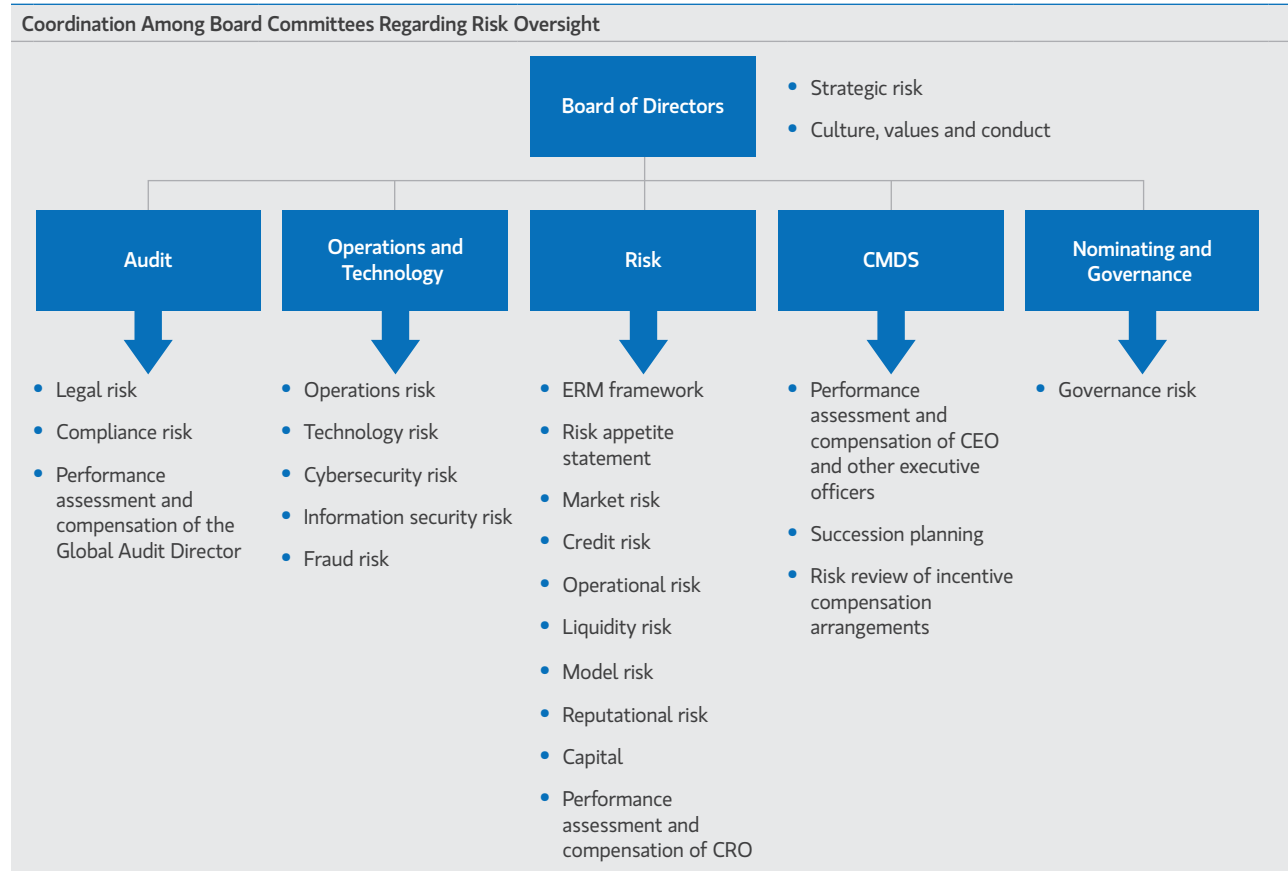 Coordination Among Board Committees Regarding Risk Oversight
Board of Directors
• Strategic risk
• Culture, values and conduct
Audit
• Legal risk
• Compliance risk
• Performance
assessment and
compensation of the
Global Audit Director
Operations and
Technology
• Operations risk
• Technology risk
• Cybersecurity risk
• Information security risk
• Fraud risk
Risk
• ERM framework
• Risk appetite
statement
• Market risk
• Credit risk
• Operational risk
• Liquidity risk
• Model risk
• Reputational risk
• Capital
• Performance
assessment and
compensation of CRO
CMDS
• Performance
assessment and
compensation of CEO
and other executive
officers
• Succession planning
• Risk review of incentive
compensation
arrangements
Nominating and
Governance
• Governance risk